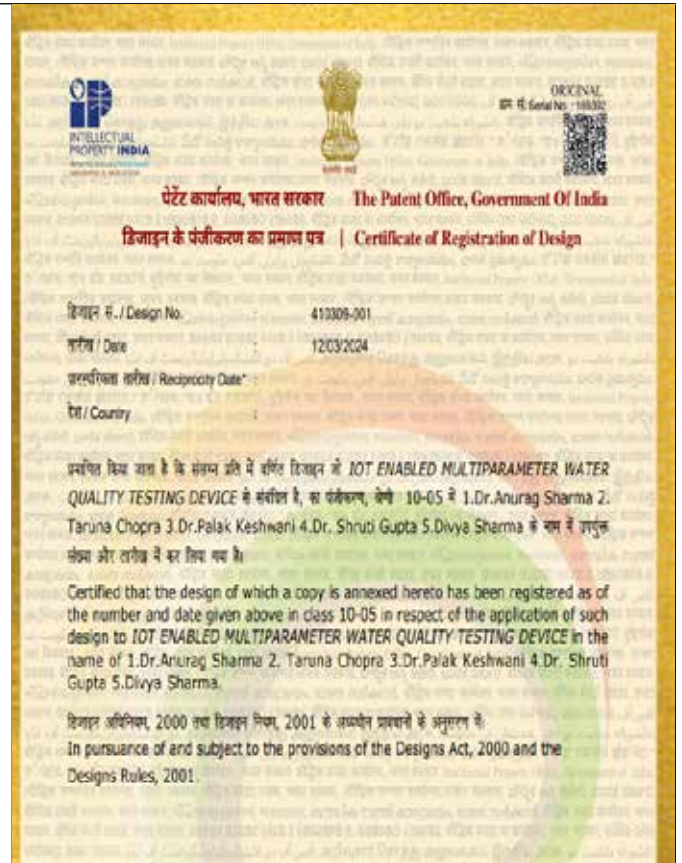 INTELLECTUAL
PROPERTY INDIA
ORIGINAL
क्रम सं/ Serial No. : 169392
पेटेंट कार्यालय, भारत सरकार The Patent Office, Government Of India
डिजाइन के पंजीकरण का प्रमाण पत्र | Certificate of Registration of Design
डिजाइन सं. / Design No. : 410309-001
तारीख / Date : 12/03/2024
पारस्परिकता तारीख / Reciprocity Date* :
देश / Country :
प्रमाणित किया जाता है कि संलग्न प्रति में वर्णित डिजाइन जो IOT ENABLED MULTIPARAMETER WATER
QUALITY TESTING DEVICE से संबंधित है, का पंजीकरण, श्रेणी 10-05 में 1.Dr.Anurag Sharma 2.
Taruna Chopra 3.Dr.Palak Keshwani 4.Dr. Shruti Gupta 5.Divya Sharma के नाम में उपर्युक्त
संख्या और तारीख में कर लिया गया है।
Certified that the design of which a copy is annexed hereto has been registered as of
the number and date given above in class 10-05 in respect of the application of such
design to IOT ENABLED MULTIPARAMETER WATER QUALITY TESTING DEVICE in the
name of 1.Dr.Anurag Sharma 2. Taruna Chopra 3.Dr.Palak Keshwani 4.Dr. Shruti
Gupta 5.Divya Sharma.
डिजाइन अधिनियम, 2000 तथा डिजाइन नियम, 2001 के अध्यधीन प्रावधानों के अनुसरण में।
In pursuance of and subject to the provisions of the Designs Act, 2000 and the
Designs Rules, 2001.